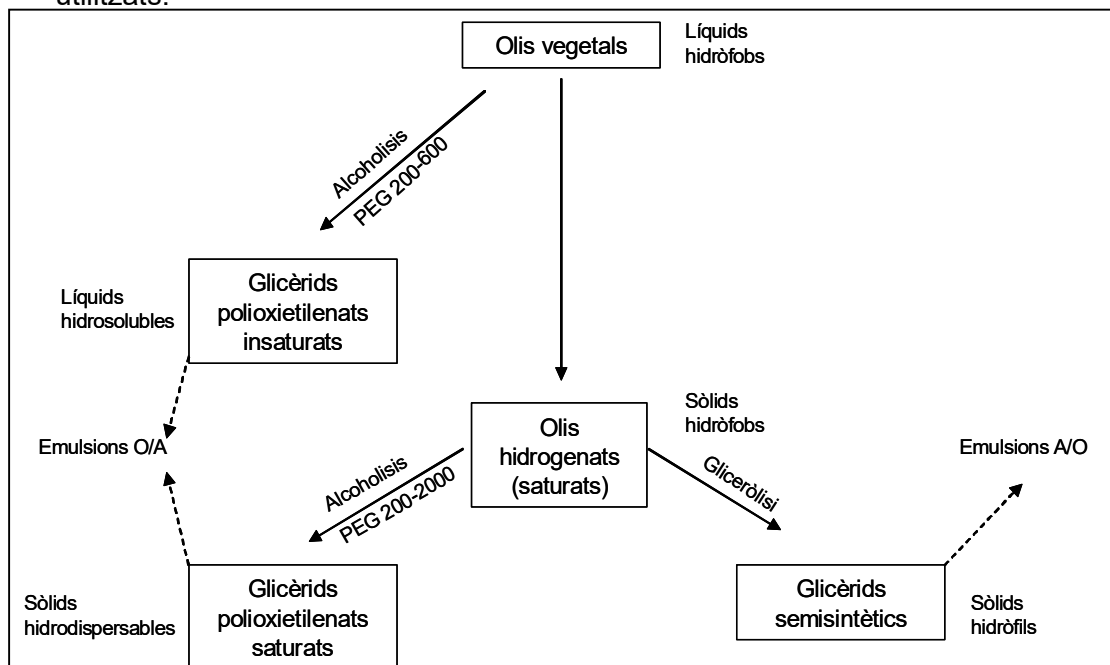 utilitzats.
Olis vegetals
Líquids
hidròfobs
Alcoholisis
PEG 200-600
Glicèrids
polioxietilenats
insaturats
Líquids
hidrosolubles
Emulsions O/A
Olis
hidrogenats
(saturats)
Sòlids
hidròfobs
Emulsions A/O
Alcoholisis
PEG 200-2000
Gliceròlisi
Sòlids
hidrodispersables
Glicèrids
polioxietilenats
saturats
Glicèrids
semisintètics
Sòlids
hidròfils